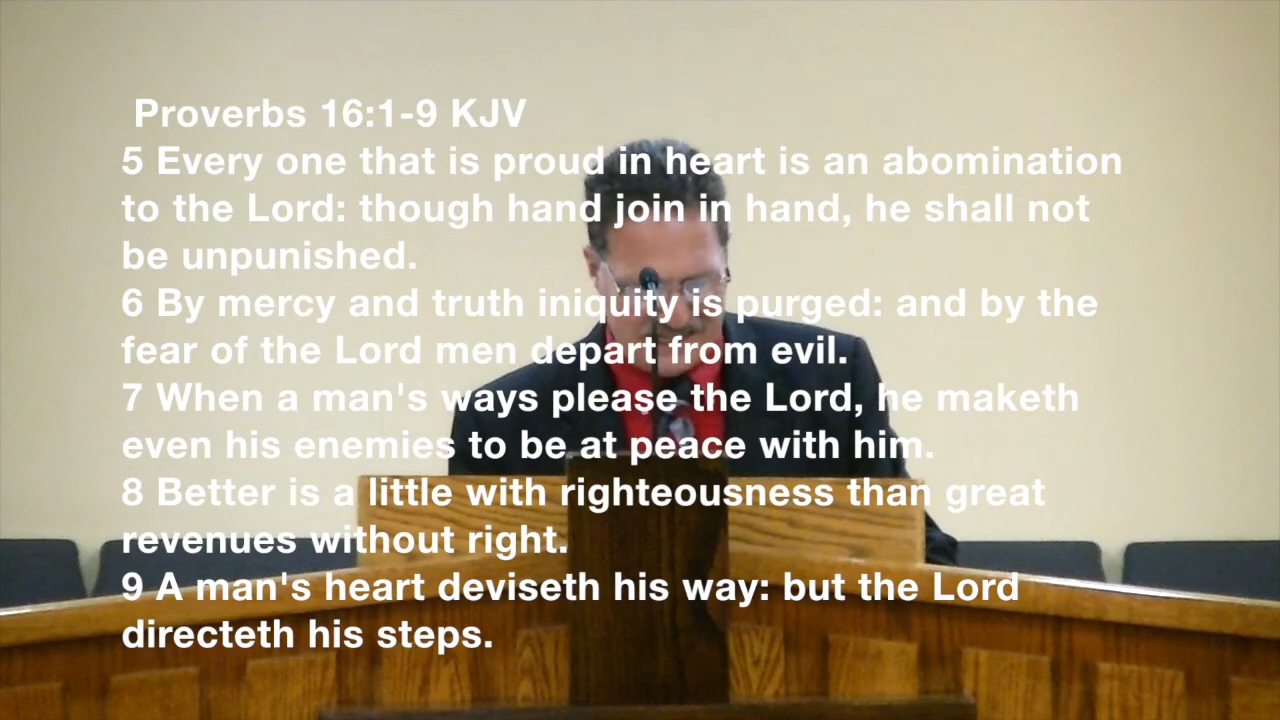 Proverbs 16:1-9 KJV
5 Every one that is proud in heart is an abomination
to the Lord: though hand join in hand, he shall not
be unpunished.
6 By mercy and truth iniquity is purged: and by the
fear of the Lord men depart from evil.
7 When a man's ways please the Lord, he maketh
even his enemies to be at peace with him.
8 Better is a little with righteousness than great
revenues without right.
9 A man's heart deviseth his way: but the Lord
directeth his steps.